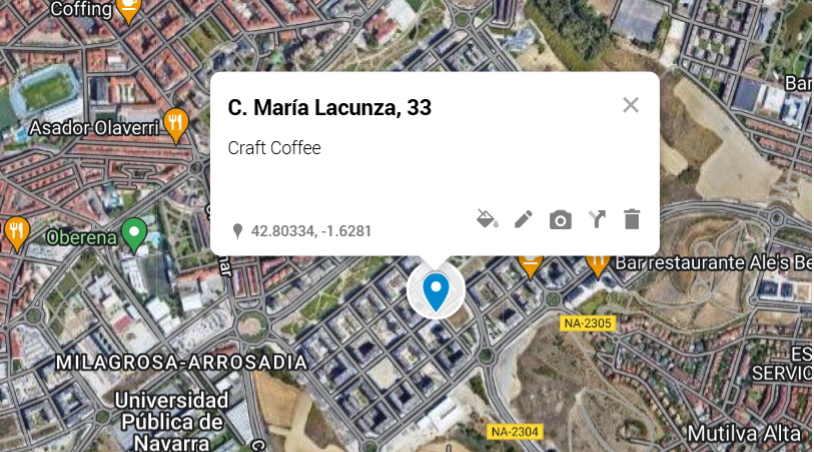 Coffing
C. María Lacunza, 33
Craft Coffee
42.80334, -1.6281
Bar
Asador Olaverri
Oberena
Bar restaurante Ale's Be
NA-2305
MILAGROSA-ARROSADIA
ES
SERVIC
Universidad
Pública de
Navarra
NA-2304
Mutilva Alta